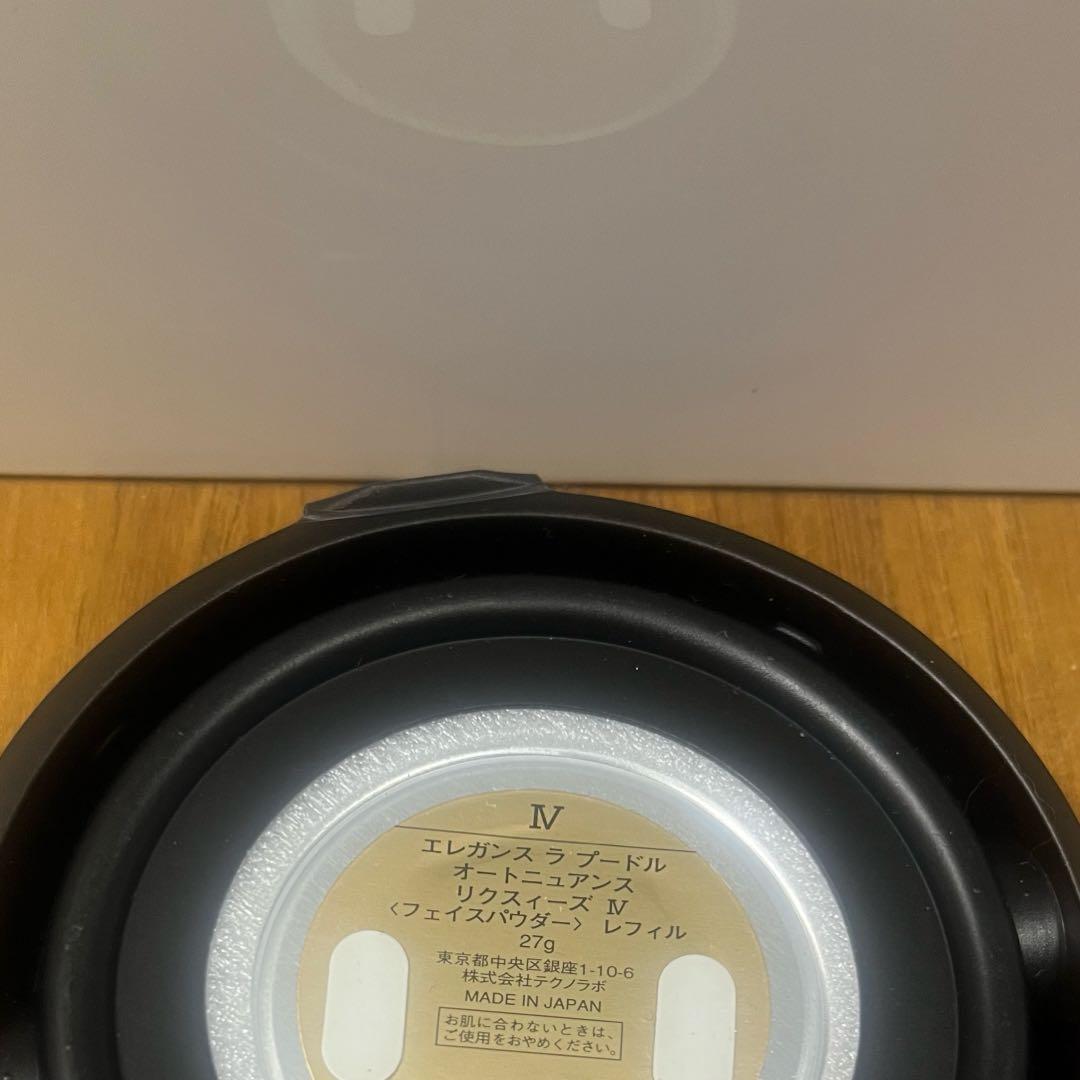 Ⅳ
エレガンス ラ プードル
オートニュアンス
リクスィーズ Ⅳ
〈フェイスパウダー〉 レフィル
27g
東京都中央区銀座1-10-6
株式会社テクノラボ
MADE IN JAPAN
お肌に合わないときは、
ご使用をおやめください。